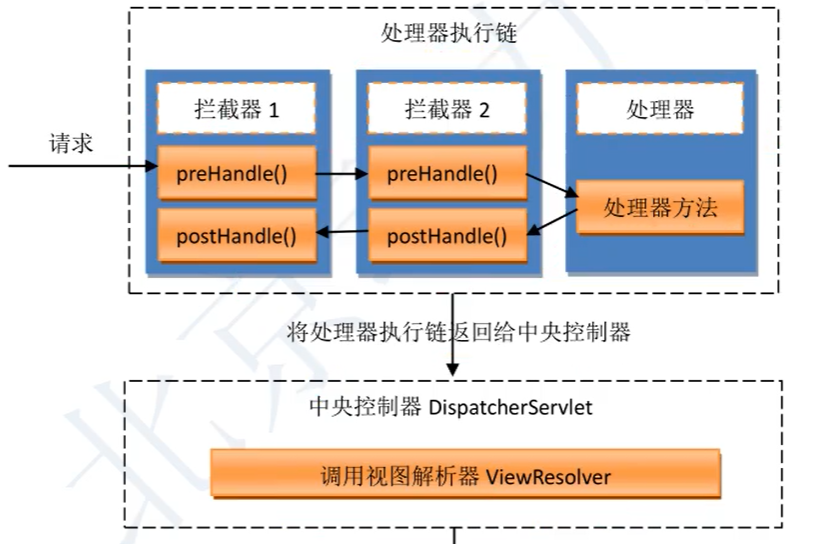 处理器执行链
请求
拦截器 1
拦截器 2
处理器
preHandle()
preHandle()
处理器方法
postHandle()
postHandle()
将处理器执行链返回给中央控制器
中央控制器 DispatcherServlet
调用视图解析器 ViewResolver